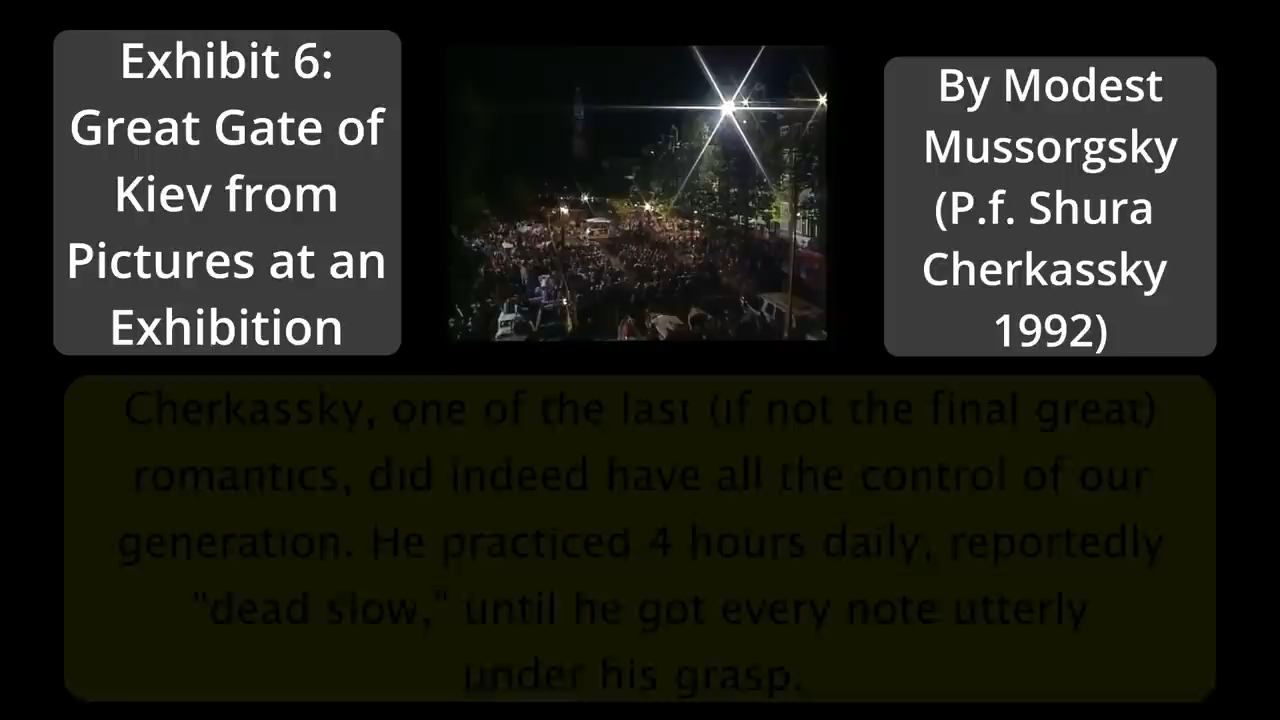 Exhibit 6:
Great Gate of
Kiev from
Pictures at an
Exhibition
By Modest
Mussorgsky
(P.f. Shura
Cherkassky
1992)
Cherkassky, one of the last (if not the final great)
romantics, did indeed have all the control of our
generation. He practiced 4 hours daily, reportedly
"dead slow," until he got every note utterly
under his grasp.